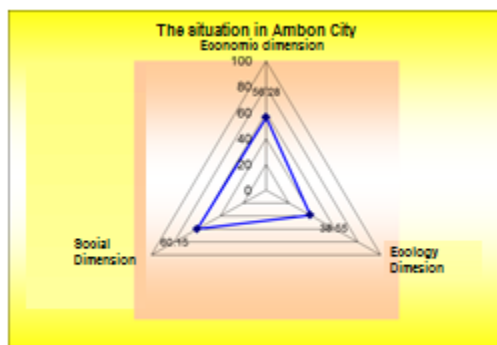 The situation in Ambon City
Economic dimension
100
80
56.28
60
40
20
0
60.15
38.55
Social
Dimension
Ecology
Dimesion